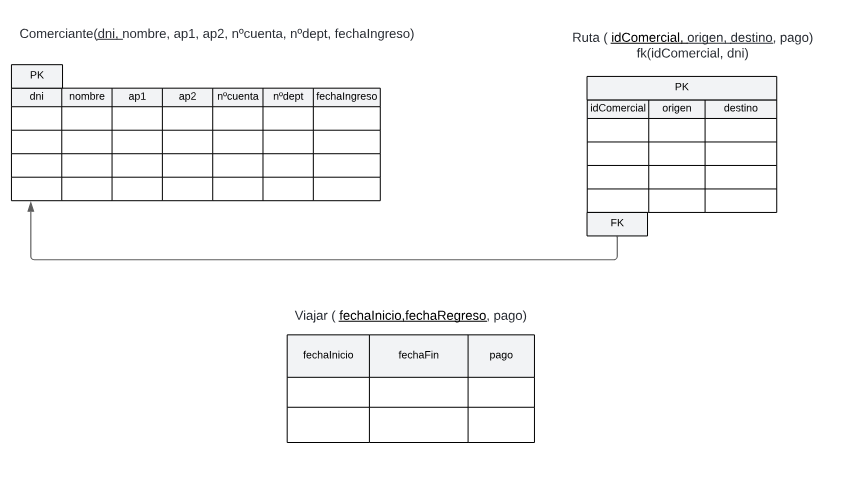 Comerciante(dni, nombre, ap1, ap2, nºcuenta, nºdept, fechaIngreso)
PK
dni nombre ap1 ap2 nºcuenta nºdept fechaIngreso
Ruta ( idComercial, origen, destino, pago)
fk(idComercial, dni)
PK
idComercial origen destino
FK
Viajar ( fechaInicio,fechaRegreso, pago)
fechaInicio fechaFin pago